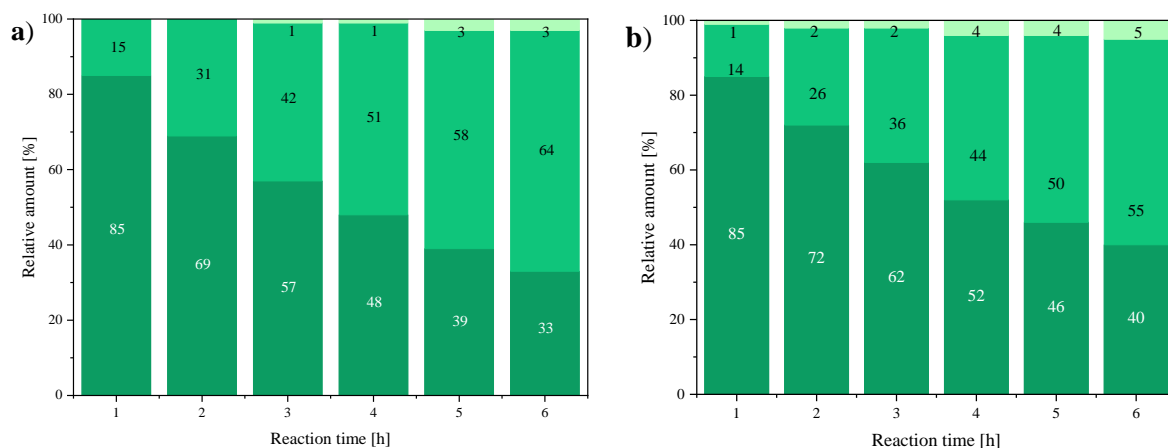 a)
Relative amount [%]
100
80
60
40
20
0
1 1 3 3
15 31 42 51 58 64
85 69 57 48 39 33
1 2 3 4 5 6
Reaction time [h]
b)
Relative amount [%]
100
80
60
40
20
0
1 2 2 4 4 5
14 26 36 44 50 55
85 72 62 52 46 40
1 2 3 4 5 6
Reaction time [h]